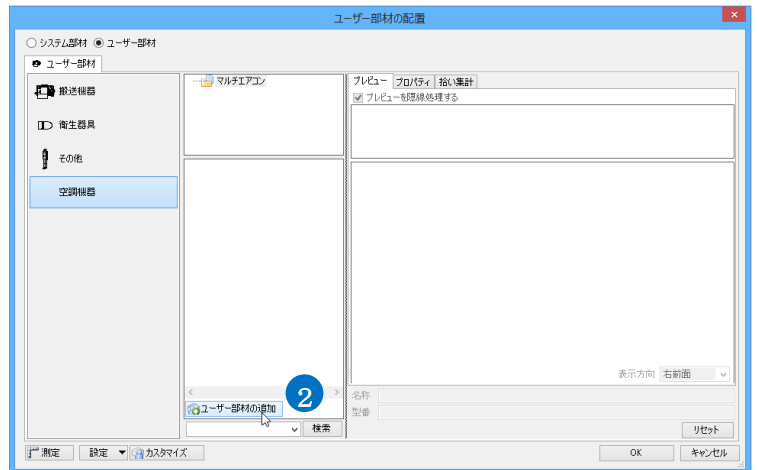 ユーザー部材の配置
×
システム部材 ユーザー部材
ユーザー部材
搬送機器
衛生器具
その他
空調機器
マルチエアコン
プレビュー プロパティ 拾い集計
プレビューを隠線処理する
表示方向 右前面
名称
型番
2
ユーザー部材の追加
検索
リセット
測定 設定 カスタマイズ
OK キャンセル